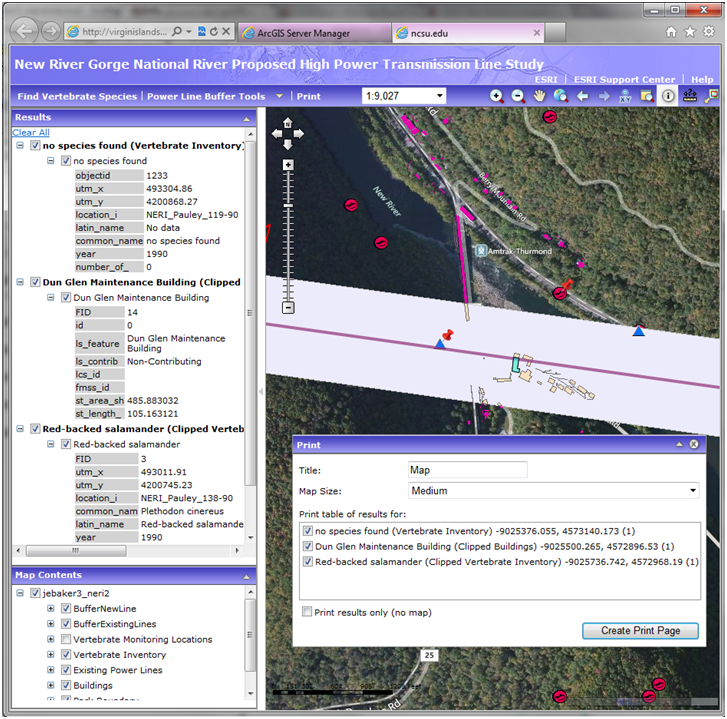 http://virginislands...
ArcGIS Server Manager
ncsu.edu
New River Gorge National River Proposed High Power Transmission Line Study
ESRI | ESRI Support Center | Help
Find Vertebrate Species | Power Line Buffer Tools | Print
1:9,027
Results
Clear All
no species found (Vertebrate Inventory)
no species found
objectid 1233
utm_x 493304.86
utm_y 4200868.27
location_i NERI_Pauley_119-90
latin_name No data
common_name no species found
year 1990
number_of_ 0
Dun Glen Maintenance Building (Clipped
Dun Glen Maintenance Building
FID 14
id 0
ls_feature Dun Glen Maintenance
Building
ls_contrib Non-Contributing
lcs_id
fmss_id
st_area_sh 485.883032
st_length_ 105.163121
Red-backed salamander (Clipped Verteb
Red-backed salamander
FID 3
utm_x 493011.91
utm_y 4200745.23
location_i NERI_Pauley_138-90
common_nam Plethodon cinereus
latin_name Red-backed salamande
year 1990
Map Contents
jebaker3_neri2
BufferNewLine
BufferExistingLines
Vertebrate Monitoring Locations
Vertebrate Inventory
Existing Power Lines
Buildings
Park Boundary
N
X,Y
New River
Beury Mountain Rd
Amtrak-Thurmond
Print
Title: Map
Map Size: Medium
Print table of results for:
no species found (Vertebrate Inventory) -9025376.055, 4573140.173 (1)
Dun Glen Maintenance Building (Clipped Buildings) -9025500.265, 4572896.53 (1)
Red-backed salamander (Clipped Vertebrate Inventory) -9025736.742, 4572968.19 (1)
Print results only (no map)
Create Print Page
25
Rd